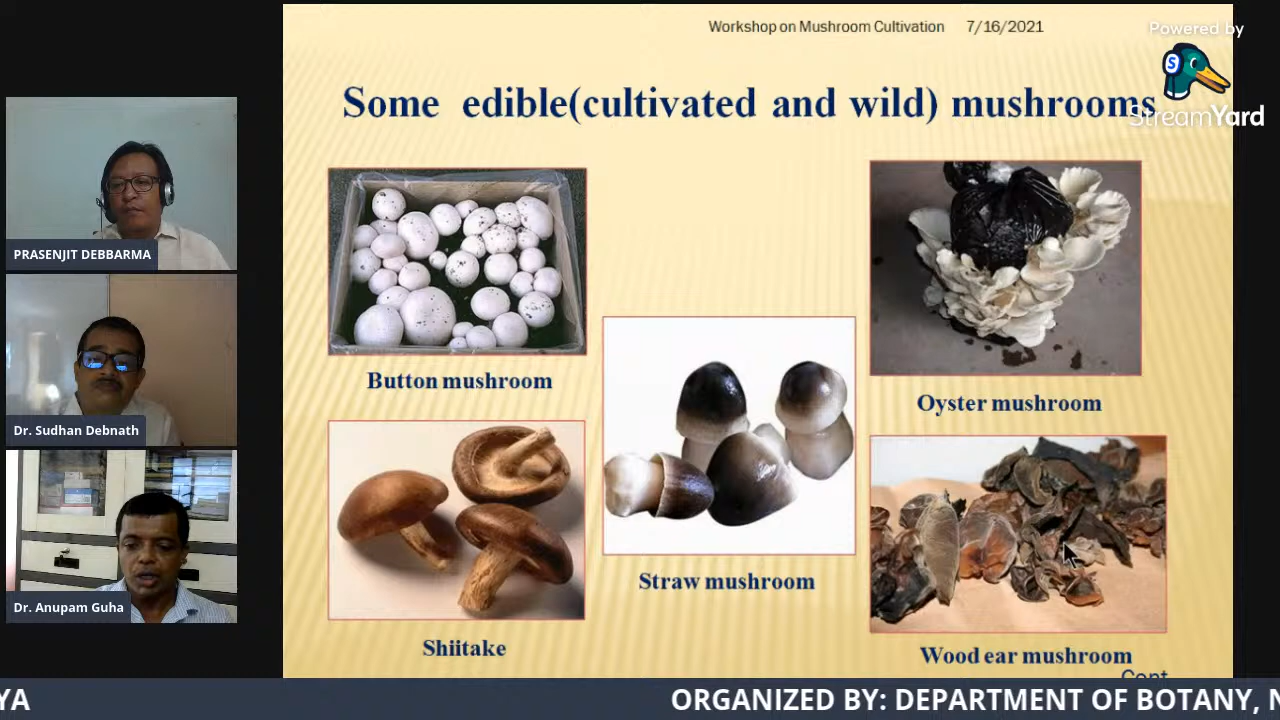 Workshop on Mushroom Cultivation 7/16/2021
Powered by
S
StreamYard
Some edible(cultivated and wild) mushrooms
PRASENJIT DEBBARMA
Button mushroom
Oyster mushroom
Dr. Sudhan Debnath
Straw mushroom
Dr. Anupam Guha
Shiitake
Wood ear mushroom
Cont
YA
ORGANIZED BY: DEPARTMENT OF BOTANY, N